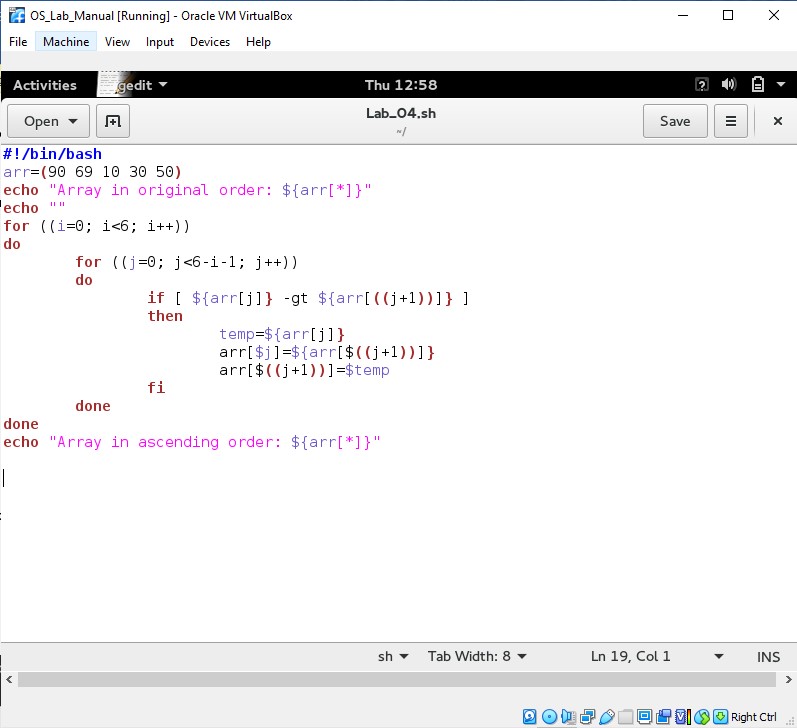 OS_Lab_Manual [Running] - Oracle VM VirtualBox
File Machine View Input Devices Help
Activities gedit Thu 12:58
Open Lab_04.sh Save
~/
#!/bin/bash
arr=(90 69 10 30 50)
echo "Array in original order: ${arr[*]}"
echo ""
for ((i=0; i<6; i++))
do
for ((j=0; j<6-i-1; j++))
do
if [ ${arr[j]} -gt ${arr[((j+1))]} ]
then
temp=${arr[j]}
arr[$j]=${arr[$((j+1))]}
arr[$((j+1))]=$temp
fi
done
done
echo "Array in ascending order: ${arr[*]}"
sh Tab Width: 8 Ln 19, Col 1 INS
Right Ctrl